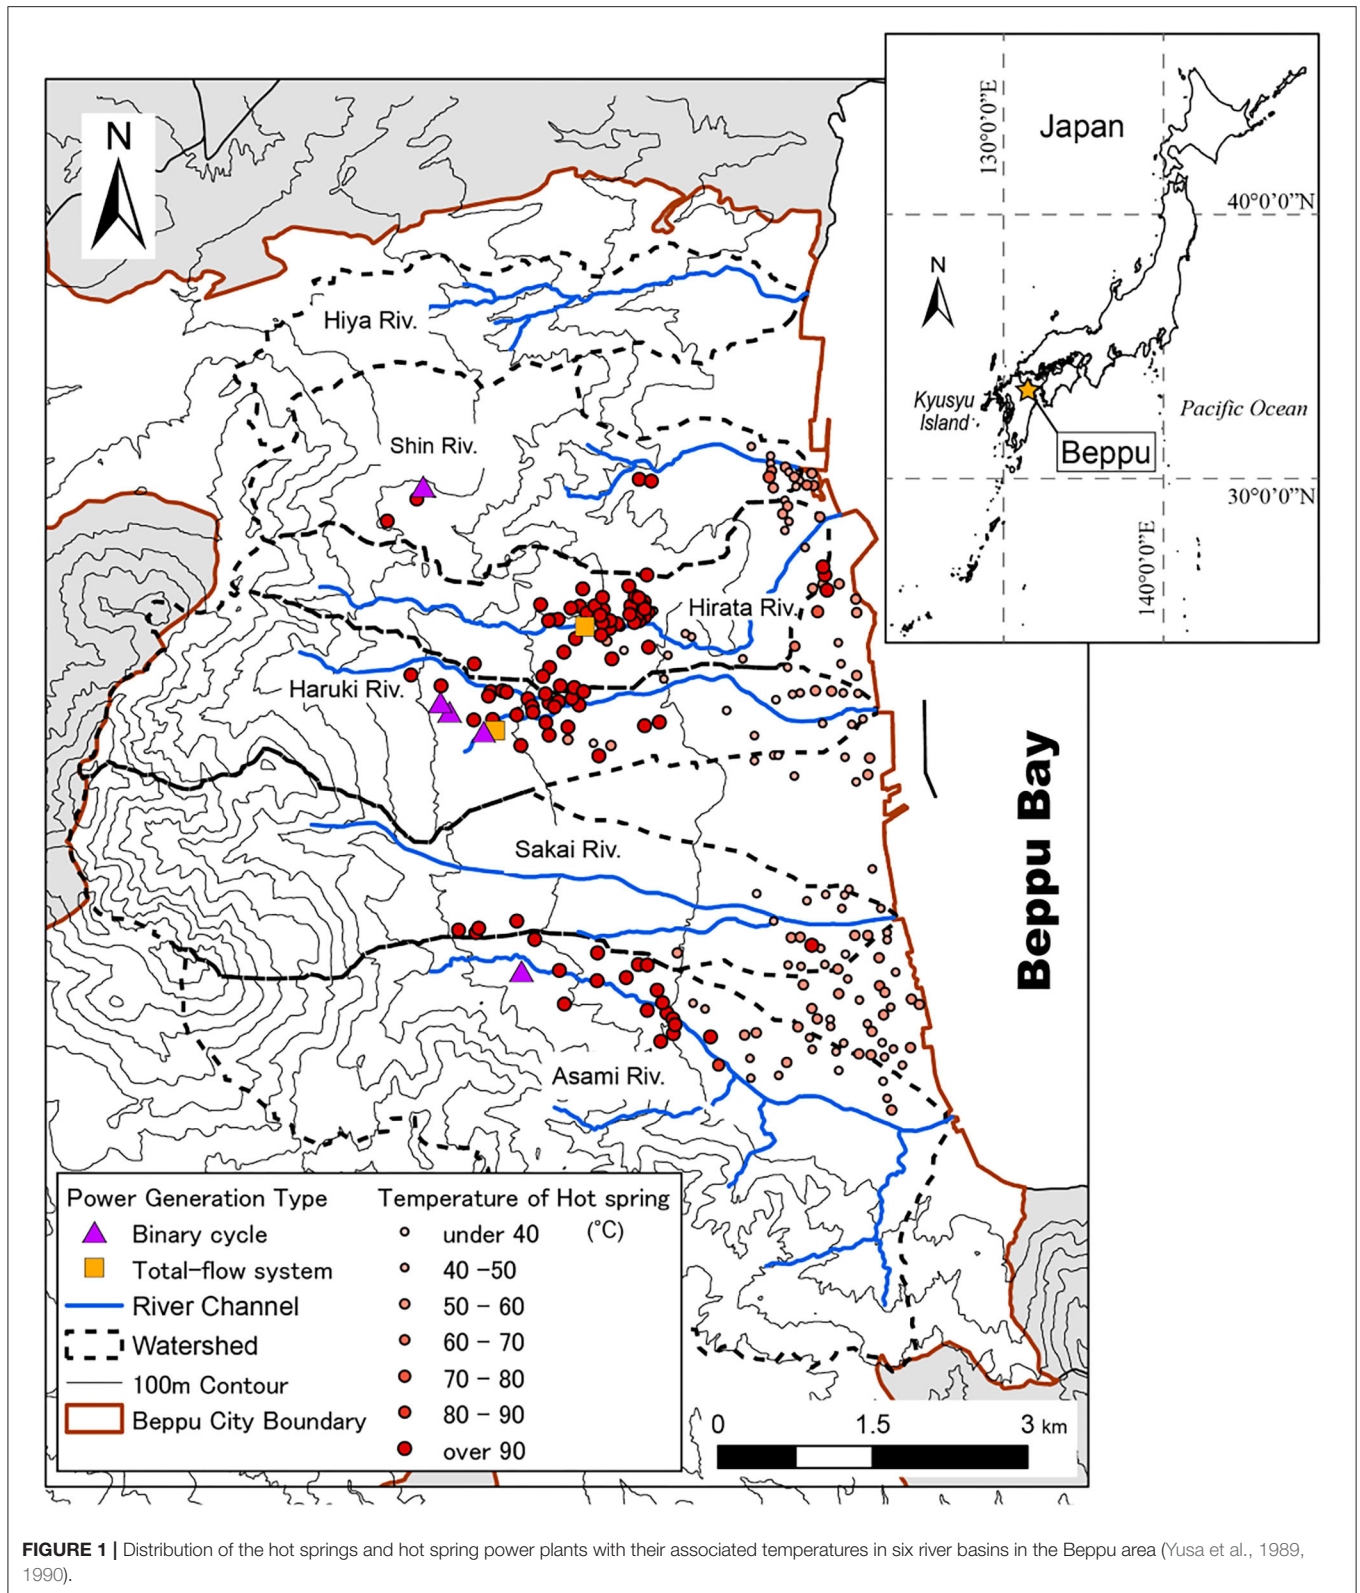 N
Japan
130°0'0"E
40°0'0"N
N
Kyusyu
Island
Pacific Ocean
Beppu
30°0'0"N
140°0'0"E
Hiya Riv.
Shin Riv.
Hirata Riv.
Haruki Riv.
Sakai Riv.
Asami Riv.
Beppu Bay
Power Generation Type
Binary cycle
Total-flow system
River Channel
Watershed
100m Contour
Beppu City Boundary
Temperature of Hot spring
(°C)
under 40
40 -50
50 - 60
60 - 70
70 - 80
80 - 90
over 90
0 1.5 3 km
FIGURE 1 | Distribution of the hot springs and hot spring power plants with their associated temperatures in six river basins in the Beppu area (Yusa et al., 1989,
1990).